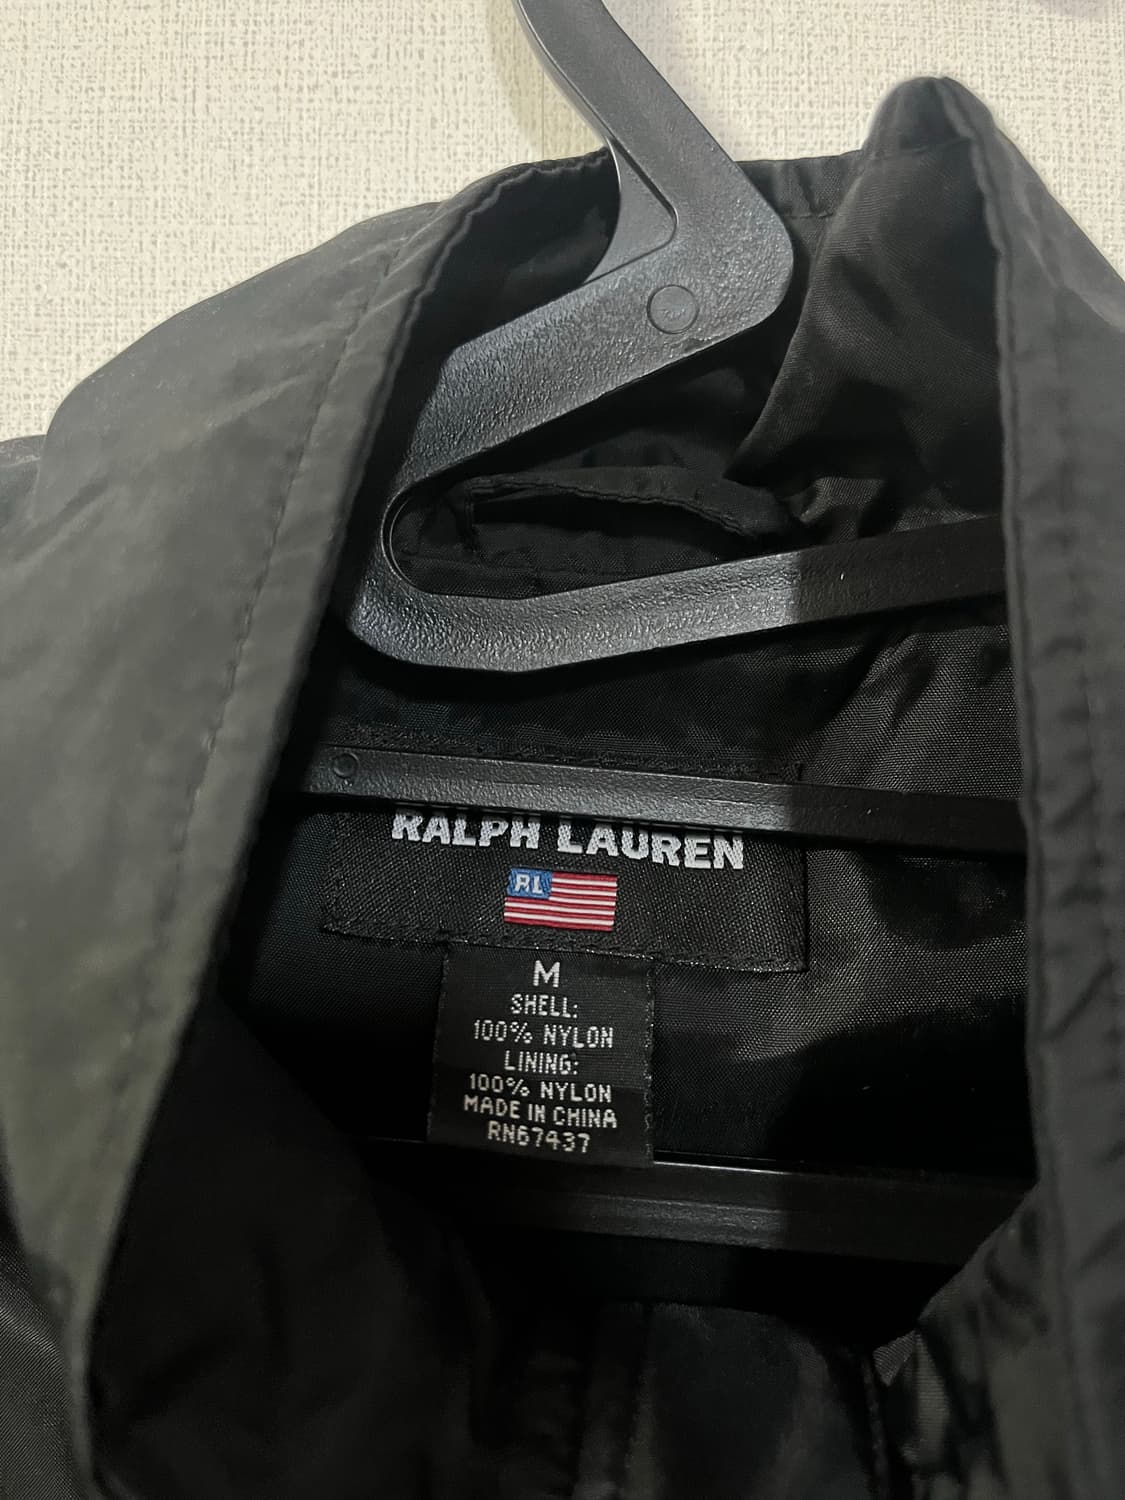 RALPH LAUREN
RL
M
SHELL:
100% NYLON
LINING:
100% NYLON
MADE IN CHINA
RN67437